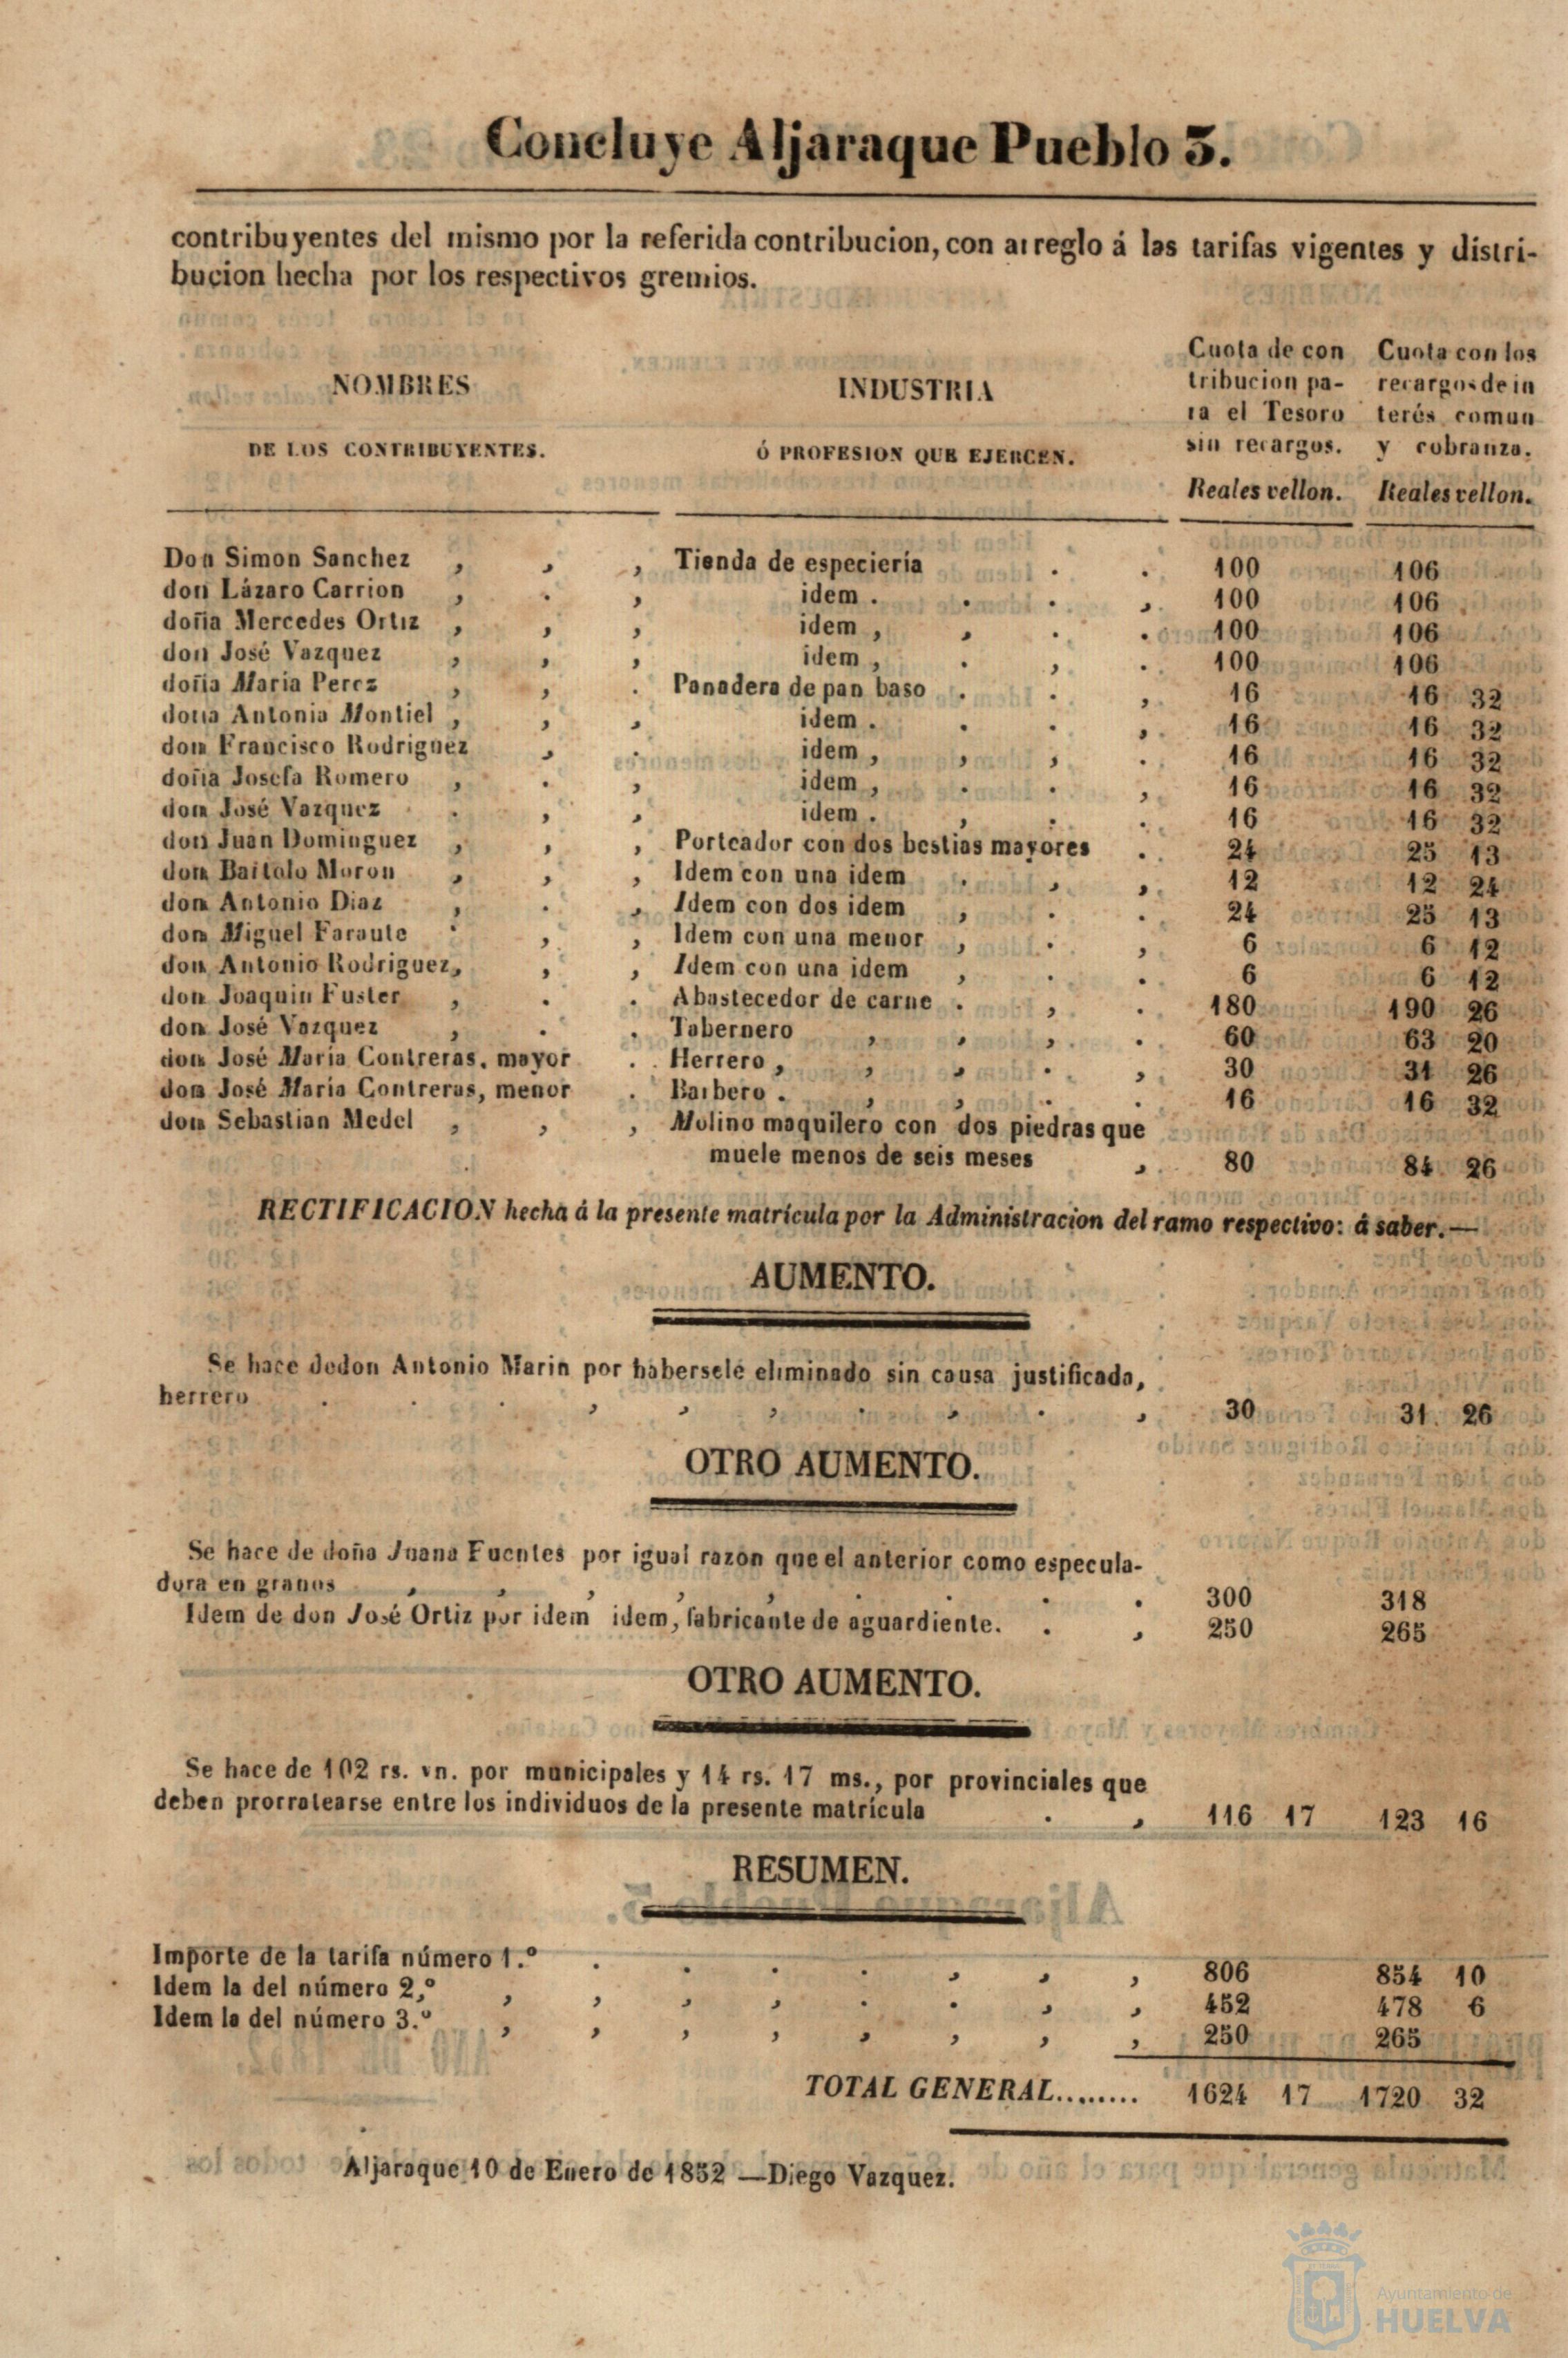 Concluye Aljaraque Pueblo 3.
contribuyentes del mismo por la referida contribucion, con arreglo á las tarifas vigentes y distri-
bucion hecha por los respectivos gremios.
NOMBRES
DE LOS CONTRIBUYENTES.
INDUSTRIA
Ó PROFESION QUE EJERCEN.
Cuota de con
tribucion pa-
ra el Tesoro
sin recargos.
Reales vellon.
Cuota con los
recargos de in
terés comun
y cobranza.
Reales vellon.
Don Simon Sanchez , , , Tienda de especieria . . 100 106
don Lázaro Carrion , . , idem . . . , 100 106
doña Mercedes Ortiz , , , idem , , . . 100 106
don José Vazquez , , , idem , . , . 100 106
doña Maria Perez , , . Panadera de pan baso . . , 16 16 32
doña Antonia Montiel , , , idem . . . , 16 16 32
don Francisco Rodriguez , . idem , , , . 16 16 32
doña Josefa Romero , . , idem , . . , 16 16 32
don José Vazquez . , , idem . , . . 16 16 32
don Juan Dominguez , , , Porteador con dos bestias mayores . 24 25 13
don Baitolo Moron , , , Idem con una idem . , , 12 12 24
don Antonio Diaz , . , Idem con dos idem , . . 24 25 13
don Miguel Faraute . , , Idem con una menor , . , 6 6 12
don Antonio Rodriguez, , , Idem con una idem , . . 6 6 12
don Joaquin Fuster , . . Abastecedor de carne . , . 180 190 26
don José Vazquez , . . Tabernero , , , . 60 63 20
don José Maria Contreras, mayor . . Herrero , , , . , 30 31 26
don José Maria Contreras, menor . Barbero . , , . . 16 16 32
don Sebastian Medel , , , Molino maquilero con dos piedras que
muele menos de seis meses , 80 84 26
RECTIFICACION hecha á la presente matrícula por la Administracion del ramo respectivo: á saber.—
AUMENTO.
Se hace dedon Antonio Marin por habersele eliminado sin causa justificada,
herrero . . . , , , . , . , 30 31 26
OTRO AUMENTO.
Se hace de doña Juana Fuentes por igual razon que el anterior como especula-
dora en granos , , , , , . . . 300 318
Idem de don José Ortiz por idem idem, fabricante de aguardiente. . , 250 265
OTRO AUMENTO.
Se hace de 102 rs. vn. por municipales y 14 rs. 17 ms., por provinciales que
deben prorratearse entre los individuos de la presente matrícula . , 116 17 123 16
RESUMEN.
Importe de la tarifa número 1.º . . . . , , , 806 854 10
Idem la del número 2,º , , , , . . , , 452 478 6
Idem la del número 3.º , , , , , , , , 250 265
TOTAL GENERAL........ 1624 17 1720 32
Aljaraque 10 de Enero de 1852 —Diego Vazquez.
Ayuntamiento de
HUELVA